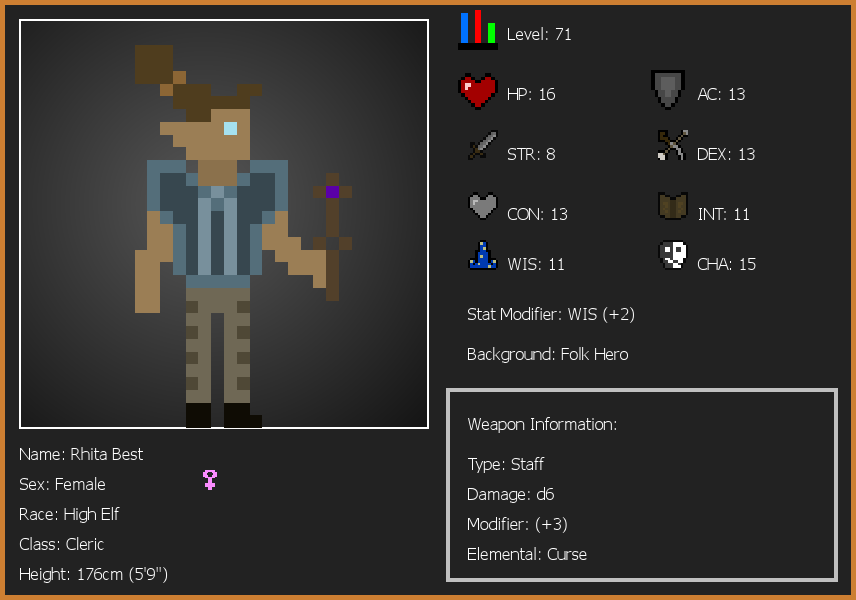 Level: 71
HP: 16
AC: 13
STR: 8
DEX: 13
CON: 13
INT: 11
WIS: 11
CHA: 15
Stat Modifier: WIS (+2)
Background: Folk Hero
Weapon Information:
Type: Staff
Damage: d6
Modifier: (+3)
Elemental: Curse
Name: Rhita Best
Sex: Female
Race: High Elf
Class: Cleric
Height: 176cm (5'9")